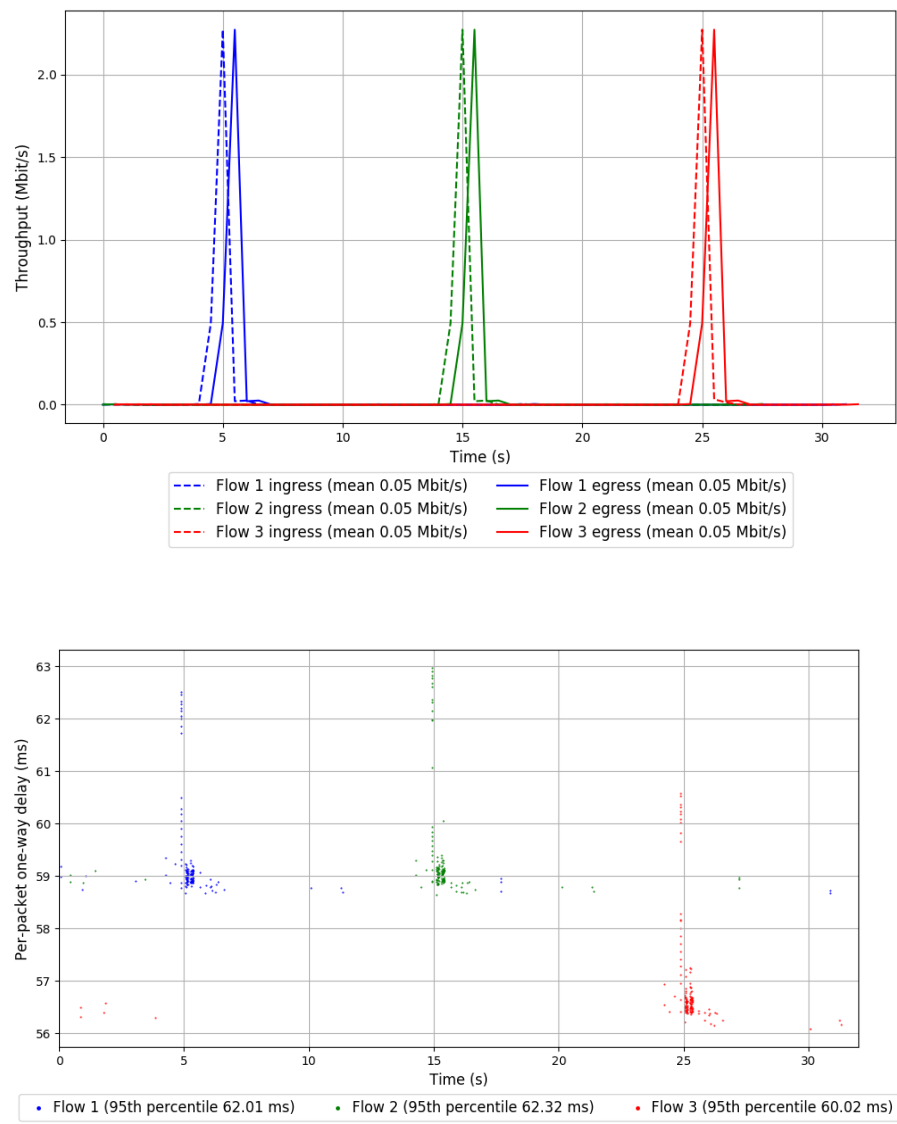 2.0
1.5
1.0
0.5
0.0
Throughput (Mbit/s)
0 5 10 15 20 25 30
Time (s)
Flow 1 ingress (mean 0.05 Mbit/s) Flow 1 egress (mean 0.05 Mbit/s)
Flow 2 ingress (mean 0.05 Mbit/s) Flow 2 egress (mean 0.05 Mbit/s)
Flow 3 ingress (mean 0.05 Mbit/s) Flow 3 egress (mean 0.05 Mbit/s)
63
62
61
60
59
58
57
56
Per-packet one-way delay (ms)
0 5 10 15 20 25 30
Time (s)
Flow 1 (95th percentile 62.01 ms) Flow 2 (95th percentile 62.32 ms) Flow 3 (95th percentile 60.02 ms)